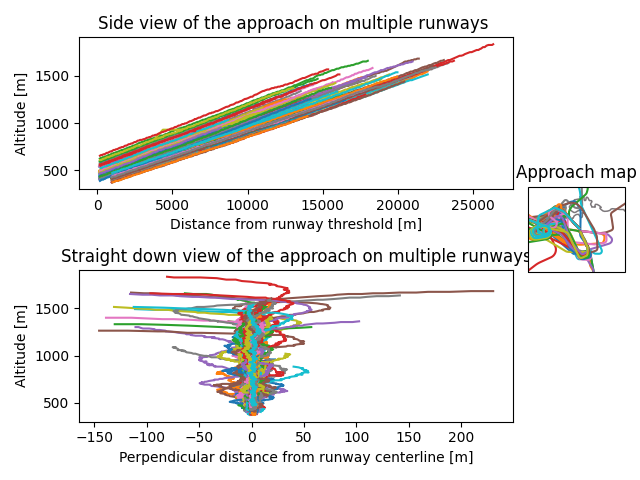 Side view of the approach on multiple runways
1500
1000
500
Altitude [m]
0
5000
10000
15000
20000
25000
Distance from runway threshold [m]
Approach map
Straight down view of the approach on multiple runways
1500
1000
500
Altitude [m]
−150
−100
−50
0
50
100
150
200
Perpendicular distance from runway centerline [m]